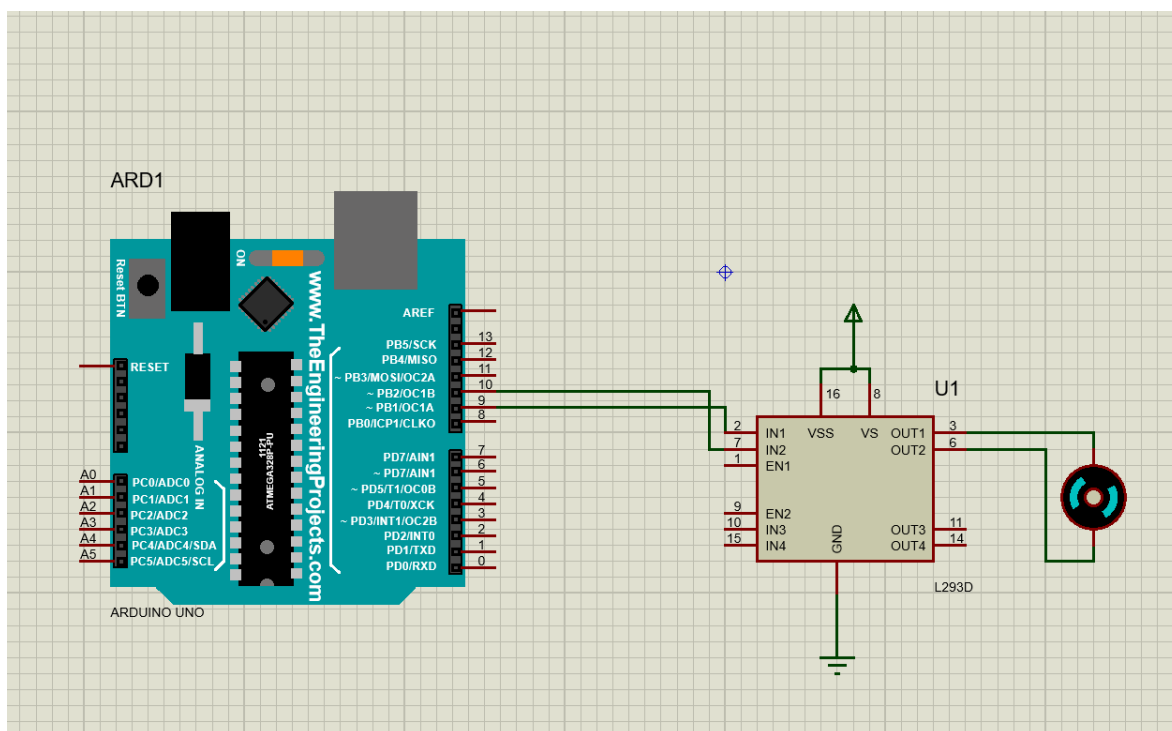 ARD1
ON
Reset BTN
www.TheEngineeringProjects.com
AREF
PB5/SCK 13
PB4/MISO 12
~ PB3/MOSI/OC2A 11
~ PB2/OC1B 10
~ PB1/OC1A 9
PB0/ICP1/CLKO 8
RESET
ANALOG IN
1121
ATMEGA328P-PU
PD7/AIN1 7
~ PD7/AIN1 6
~ PD5/T1/OC0B 5
PD4/T0/XCK 4
~ PD3/INT1/OC2B 3
PD2/INT0 2
PD1/TXD 1
PD0/RXD 0
A0 PC0/ADC0
A1 PC1/ADC1
A2 PC2/ADC2
A3 PC3/ADC3
A4 PC4/ADC4/SDA
A5 PC5/ADC5/SCL
ARDUINO UNO
U1
16 8
2 IN1 VSS VS OUT1 3
7 IN2 OUT2 6
1 EN1
9 EN2
10 IN3 GND OUT3 11
15 IN4 OUT4 14
L293D